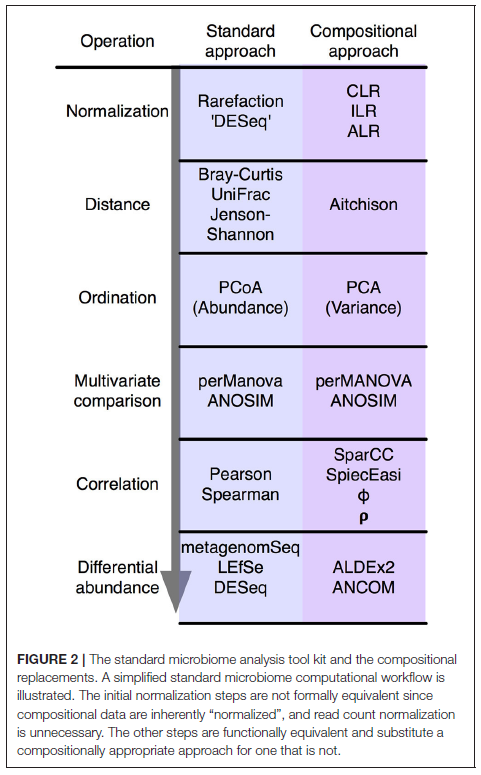 Operation
Standard
approach
Compositional
approach
Normalization
Rarefaction
'DESeq'
CLR
ILR
ALR
Distance
Bray-Curtis
UniFrac
Jenson-
Shannon
Aitchison
Ordination
PCoA
(Abundance)
PCA
(Variance)
Multivariate
comparison
perManova
ANOSIM
perMANOVA
ANOSIM
Correlation
Pearson
Spearman
SparCC
SpiecEasi
ϕ
ρ
Differential
abundance
metagenomSeq
LEfSe
DESeq
ALDEx2
ANCOM
FIGURE 2 | The standard microbiome analysis tool kit and the compositional
replacements. A simplified standard microbiome computational workflow is
illustrated. The initial normalization steps are not formally equivalent since
compositional data are inherently “normalized”, and read count normalization
is unnecessary. The other steps are functionally equivalent and substitute a
compositionally appropriate approach for one that is not.